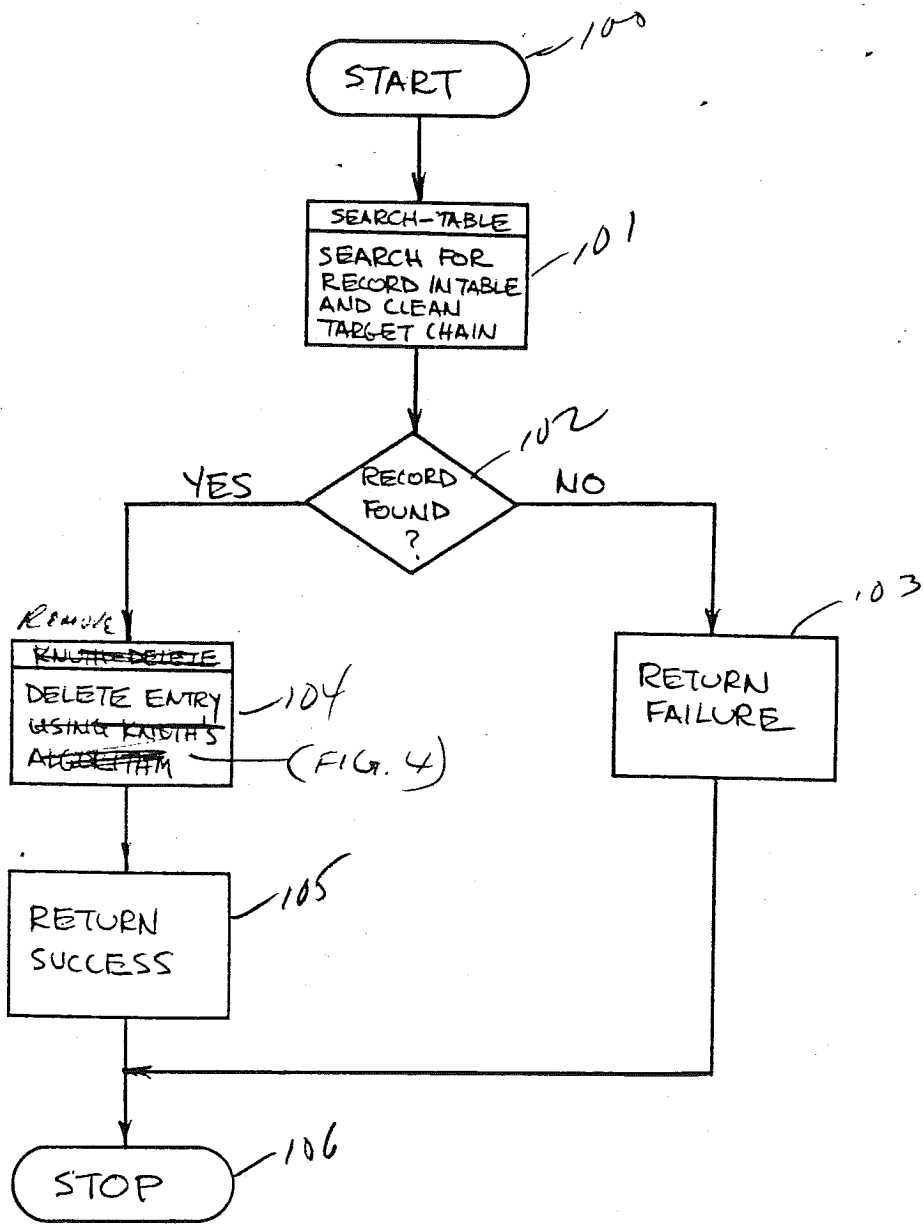 100
START
SEARCH-TABLE
101
SEARCH FOR
RECORD IN TABLE
AND CLEAN
TARGET CHAIN
102
YES
RECORD
FOUND
?
NO
103
REMOVE
KNUTH-DELETE
RETURN
FAILURE
DELETE ENTRY
104
USING KNUTH'S
ALGORITHM
(FIG. 4)
105
RETURN
SUCCESS
106
STOP